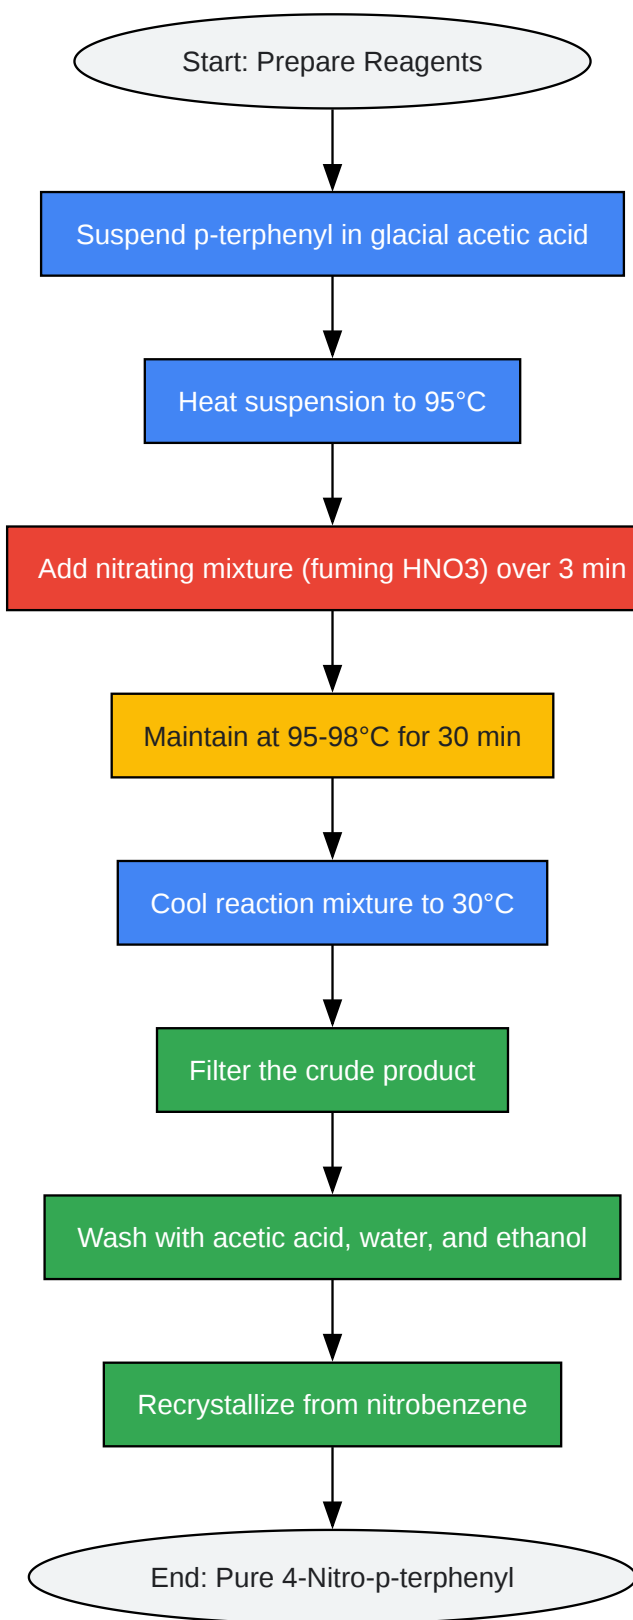 Start: Prepare Reagents
Suspend p-terphenyl in glacial acetic acid
Heat suspension to 95°C
Add nitrating mixture (fuming HNO3) over 3 min
Maintain at 95-98°C for 30 min
Cool reaction mixture to 30°C
Filter the crude product
Wash with acetic acid, water, and ethanol
Recrystallize from nitrobenzene
End: Pure 4-Nitro-p-terphenyl